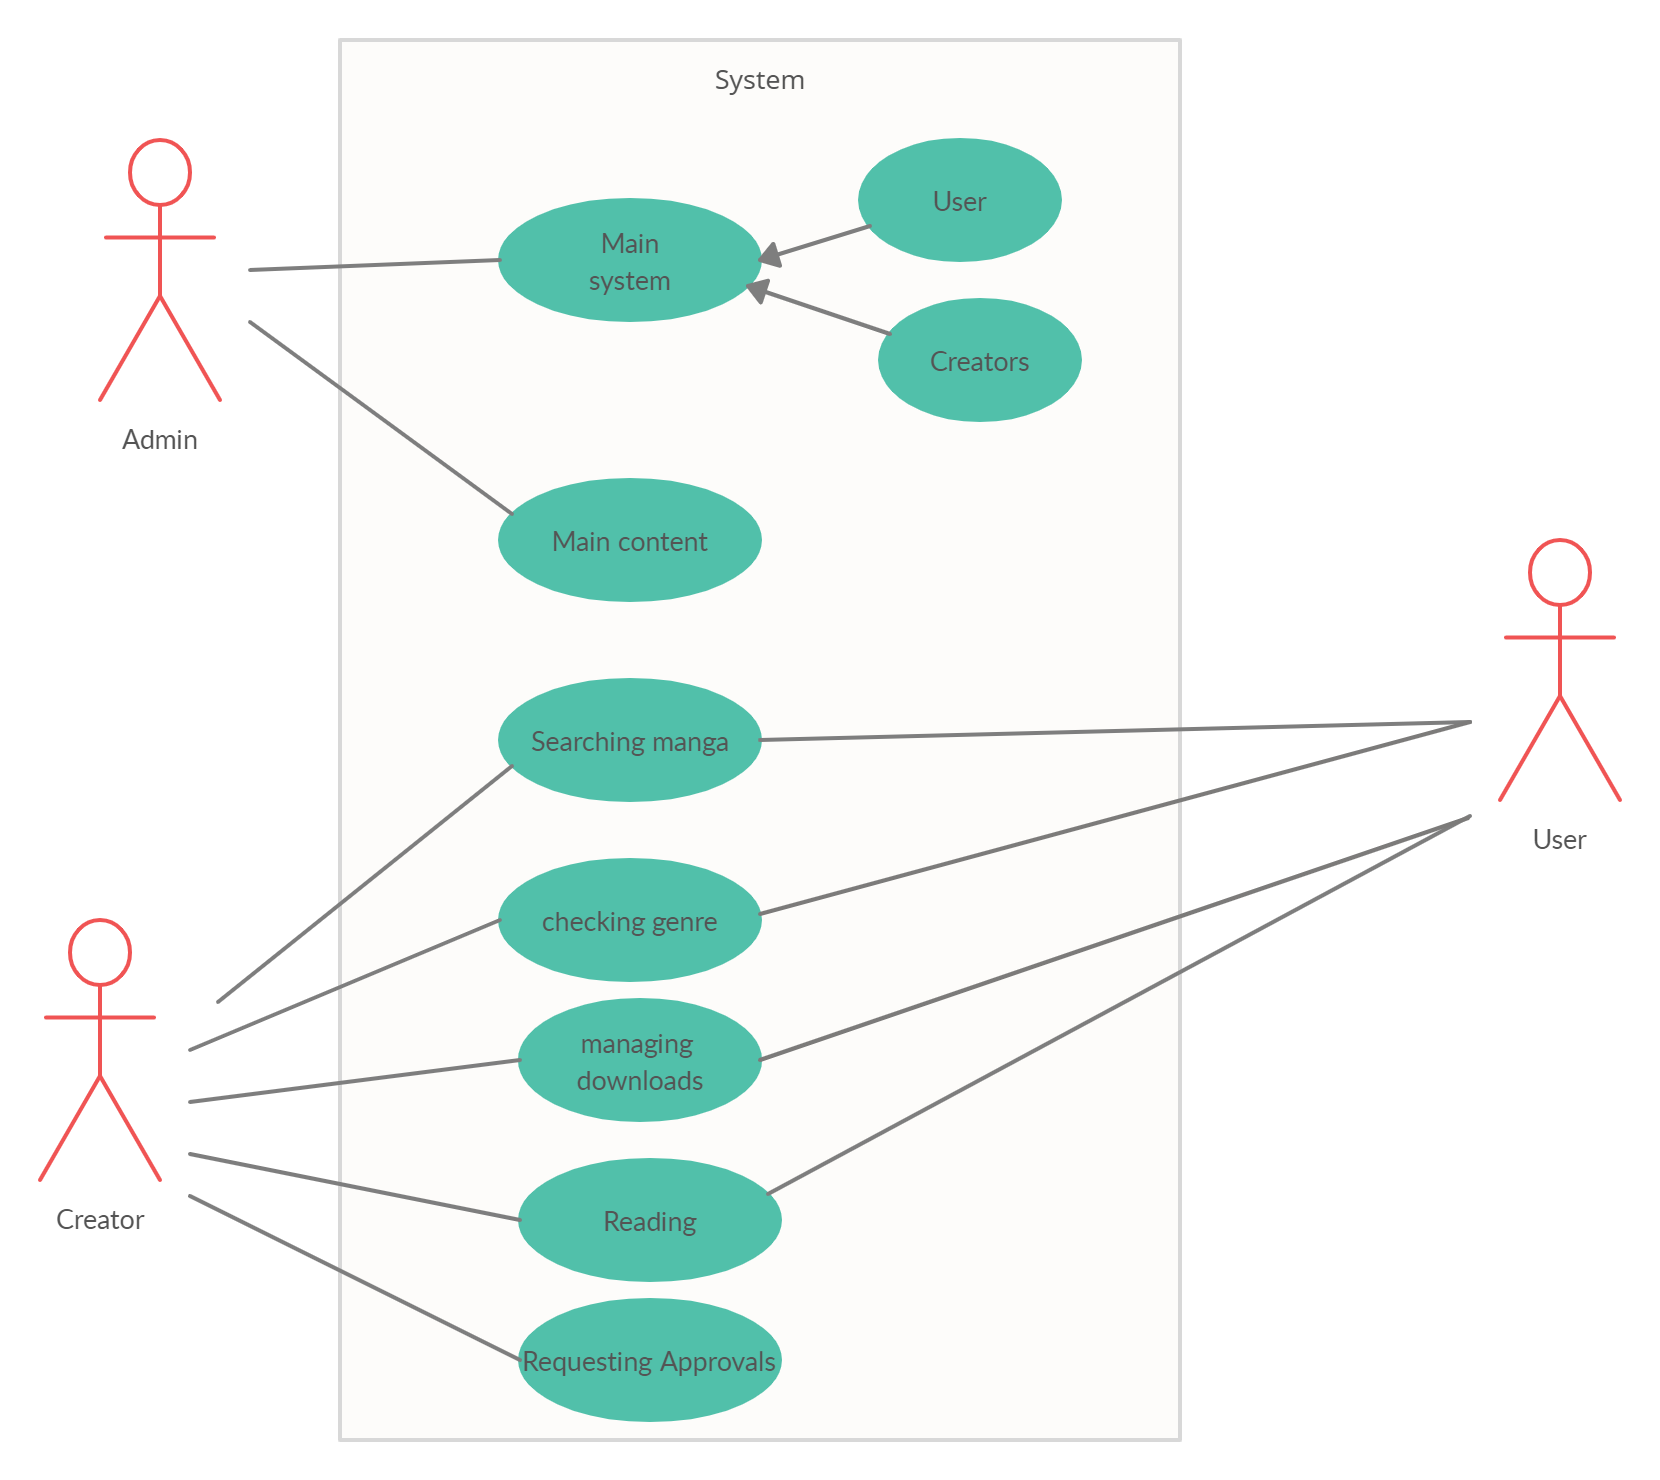 System
User
Main
system
Creators
Admin
Main content
Searching manga
User
checking genre
managing
downloads
Creator
Reading
Requesting Approvals